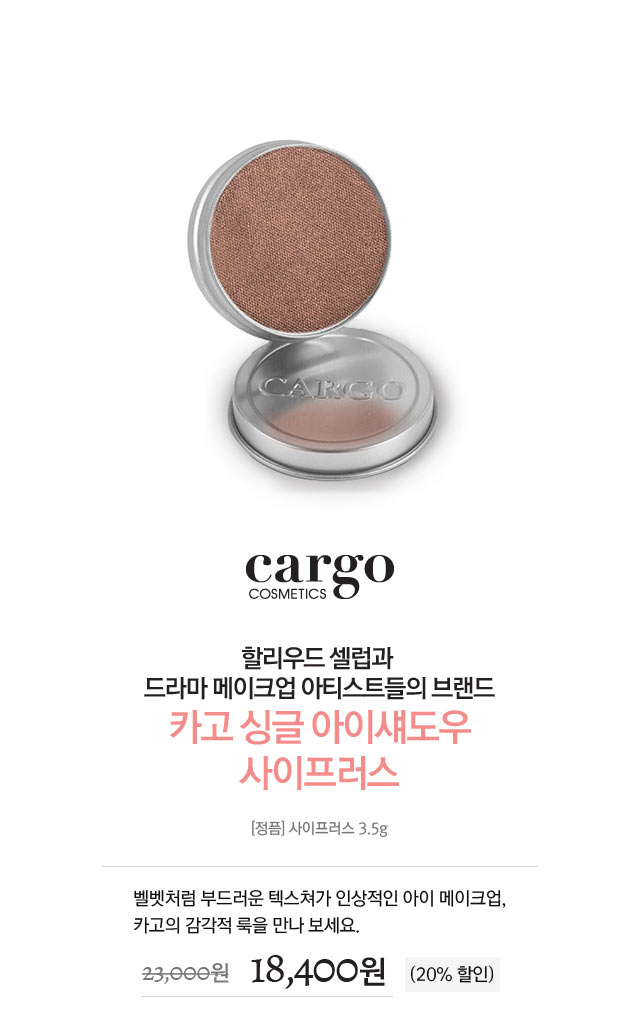 CARGO
cargo
COSMETICS
할리우드 셀럽과
드라마 메이크업 아티스트들의 브랜드
카고 싱글 아이섀도우
사이프러스
[정픔] 사이프러스 3.5g
벨벳처럼 부드러운 텍스쳐가 인상적인 아이 메이크업,
카고의 감각적 룩을 만나 보세요.
23,000원 18,400원 (20% 할인)